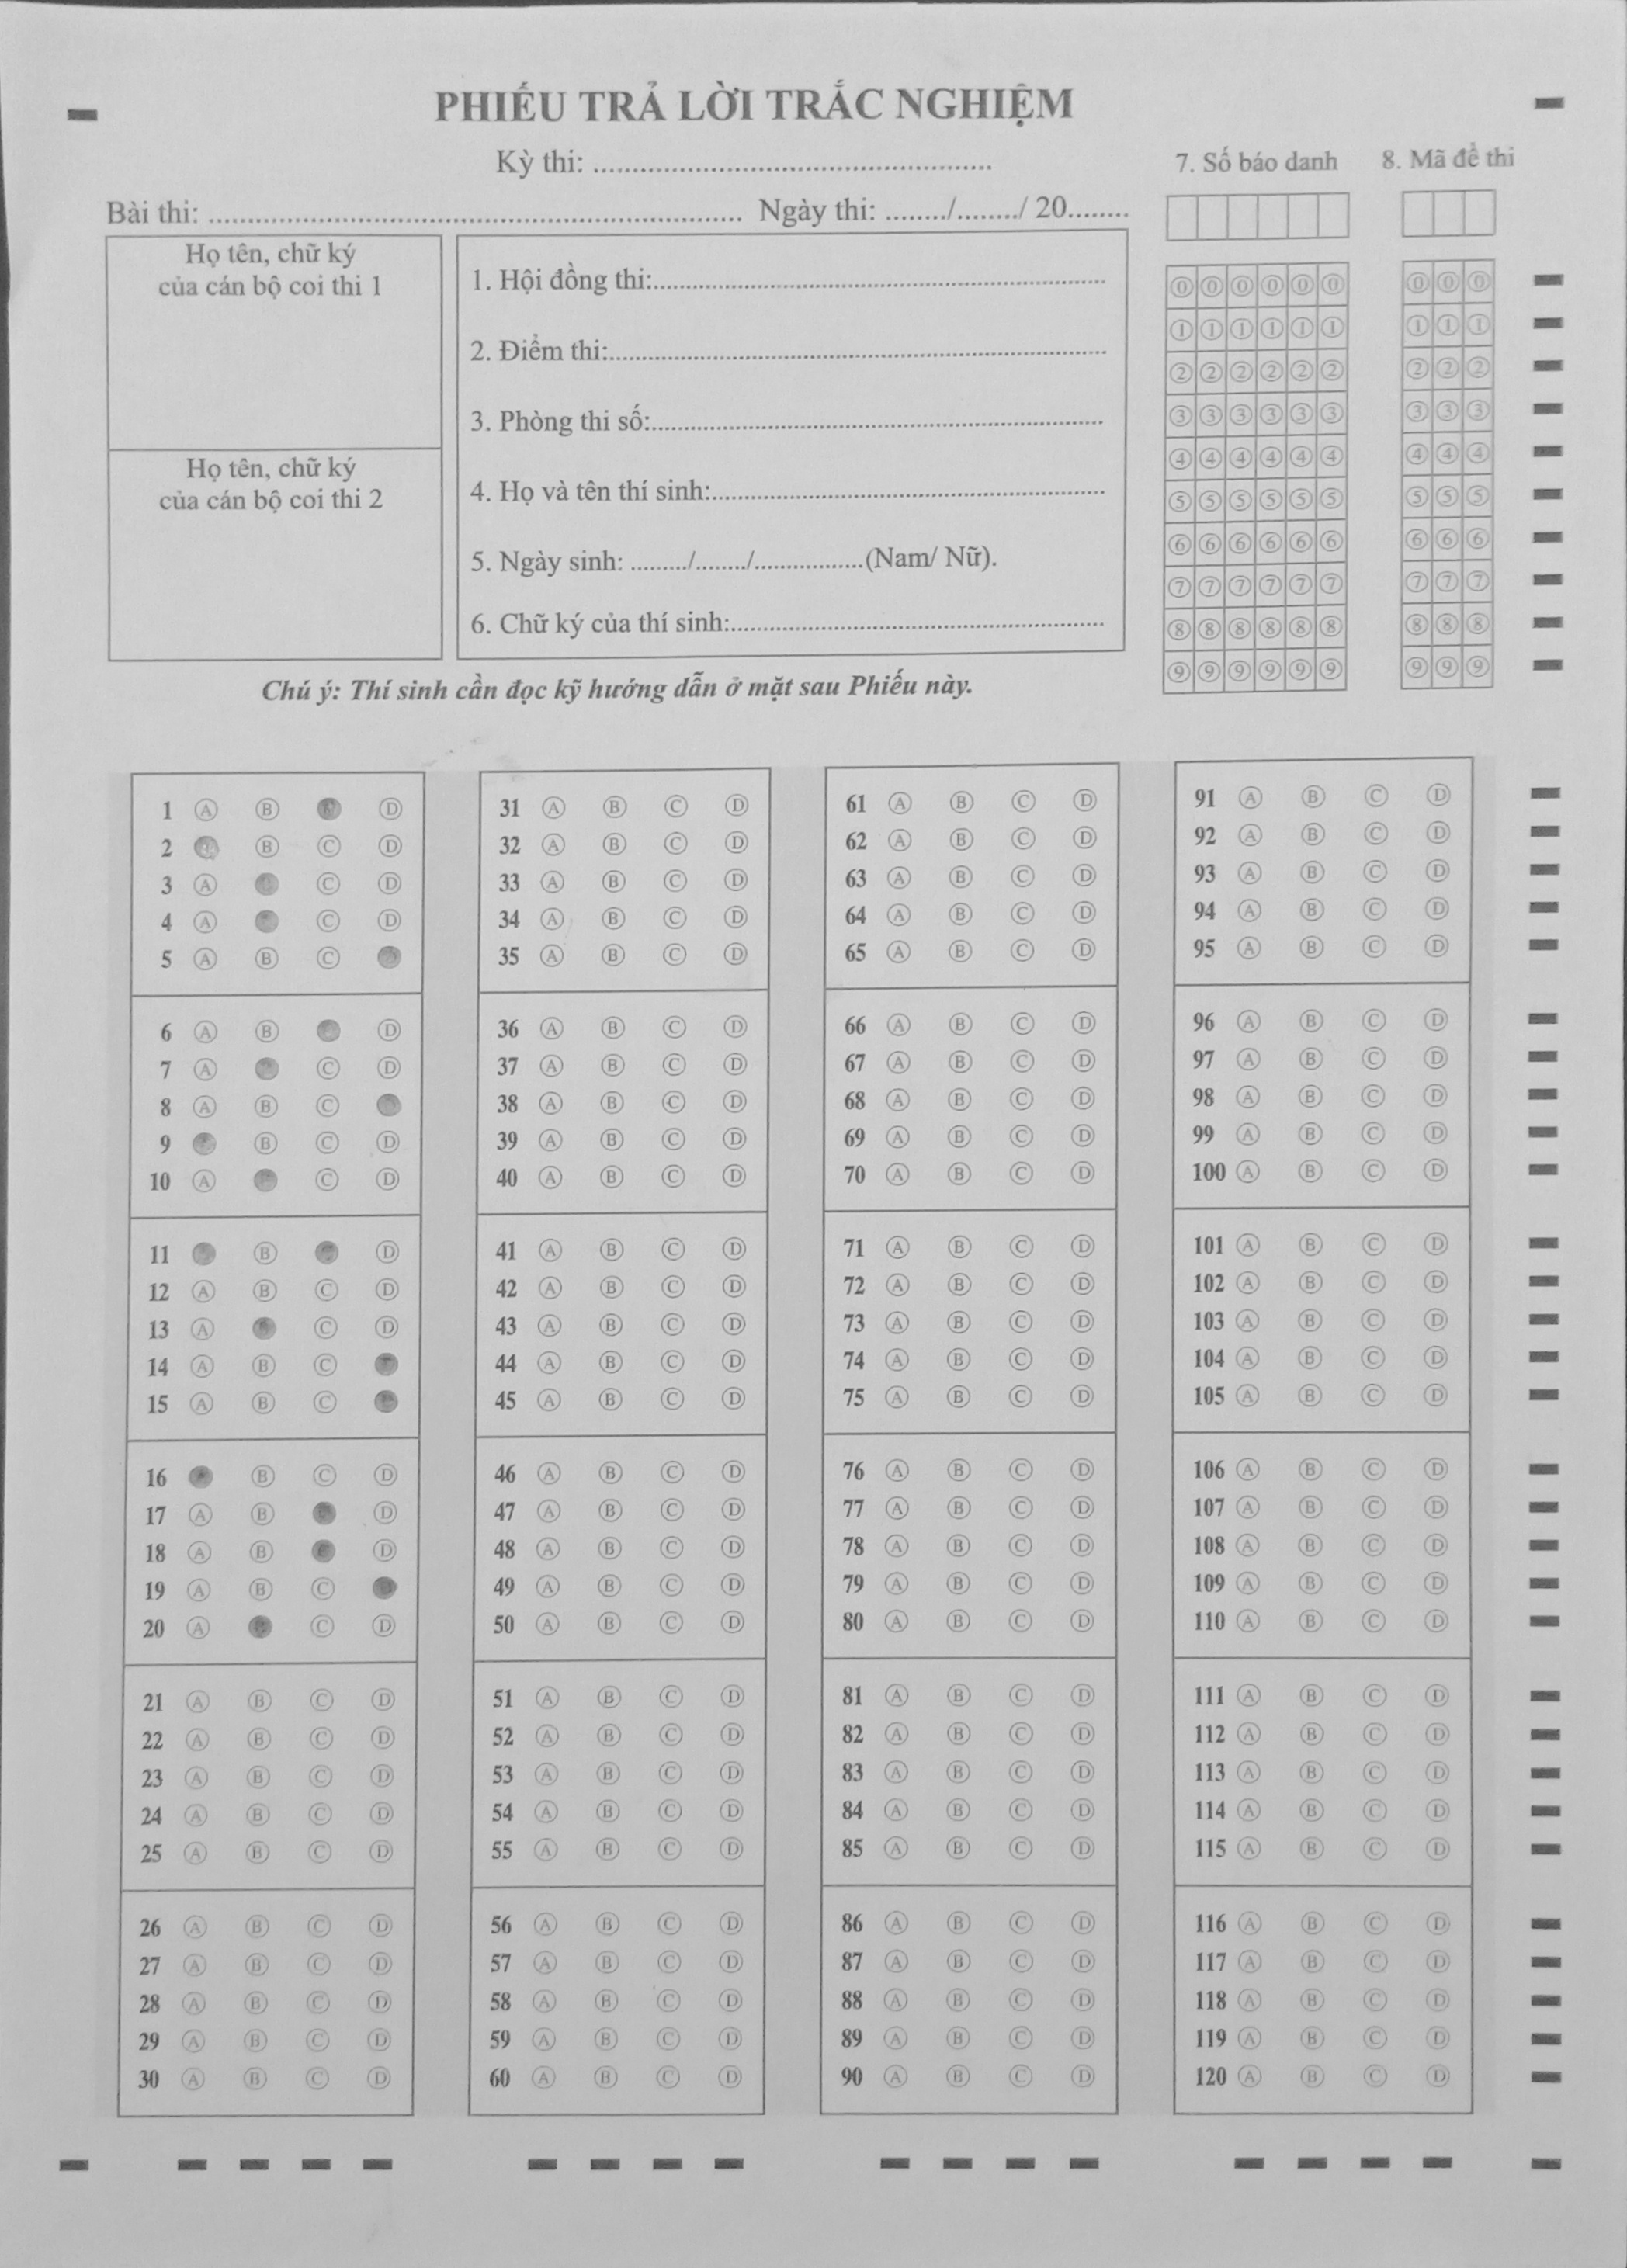 PHIẾU TRẢ LỜI TRẮC NGHIỆM
Kỳ thi: ................................................
7. Số báo danh
8. Mã đề thi
Bài thi: ................................................................ Ngày thi: ......../......../ 20........
Họ tên, chữ ký
của cán bộ coi thi 1
Họ tên, chữ ký
của cán bộ coi thi 2
1. Hội đồng thi:................................................................
2. Điểm thi:................................................................
3. Phòng thi số:................................................................
4. Họ và tên thí sinh:................................................................
5. Ngày sinh: ........./......../.................(Nam/ Nữ).
6. Chữ ký của thí sinh:................................................................
Chú ý: Thí sinh cần đọc kỹ hướng dẫn ở mặt sau Phiếu này.
0 0 0 0 0 0 0 0 0
1 1 1 1 1 1 1 1 1
2 2 2 2 2 2 2 2 2
3 3 3 3 3 3 3 3 3
4 4 4 4 4 4 4 4 4
5 5 5 5 5 5 5 5 5
6 6 6 6 6 6 6 6 6
7 7 7 7 7 7 7 7 7
8 8 8 8 8 8 8 8 8
9 9 9 9 9 9 9 9 9
1 A B D
2 B C D
3 A C D
4 A C D
5 A B C
6 A B D
7 A C D
8 A B C
9 B C D
10 A C D
11 B D
12 A B C D
13 A C D
14 A B C
15 A B C
16 B C D
17 A B D
18 A B D
19 A B C
20 A C D
21 A B C D
22 A B C D
23 A B C D
24 A B C D
25 A B C D
26 A B C D
27 A B C D
28 A B C D
29 A B C D
30 A B C D
31 A B C D
32 A B C D
33 A B C D
34 A B C D
35 A B C D
36 A B C D
37 A B C D
38 A B C D
39 A B C D
40 A B C D
41 A B C D
42 A B C D
43 A B C D
44 A B C D
45 A B C D
46 A B C D
47 A B C D
48 A B C D
49 A B C D
50 A B C D
51 A B C D
52 A B C D
53 A B C D
54 A B C D
55 A B C D
56 A B C D
57 A B C D
58 A B C D
59 A B C D
60 A B C D
61 A B C D
62 A B C D
63 A B C D
64 A B C D
65 A B C D
66 A B C D
67 A B C D
68 A B C D
69 A B C D
70 A B C D
71 A B C D
72 A B C D
73 A B C D
74 A B C D
75 A B C D
76 A B C D
77 A B C D
78 A B C D
79 A B C D
80 A B C D
81 A B C D
82 A B C D
83 A B C D
84 A B C D
85 A B C D
86 A B C D
87 A B C D
88 A B C D
89 A B C D
90 A B C D
91 A B C D
92 A B C D
93 A B C D
94 A B C D
95 A B C D
96 A B C D
97 A B C D
98 A B C D
99 A B C D
100 A B C D
101 A B C D
102 A B C D
103 A B C D
104 A B C D
105 A B C D
106 A B C D
107 A B C D
108 A B C D
109 A B C D
110 A B C D
111 A B C D
112 A B C D
113 A B C D
114 A B C D
115 A B C D
116 A B C D
117 A B C D
118 A B C D
119 A B C D
120 A B C D